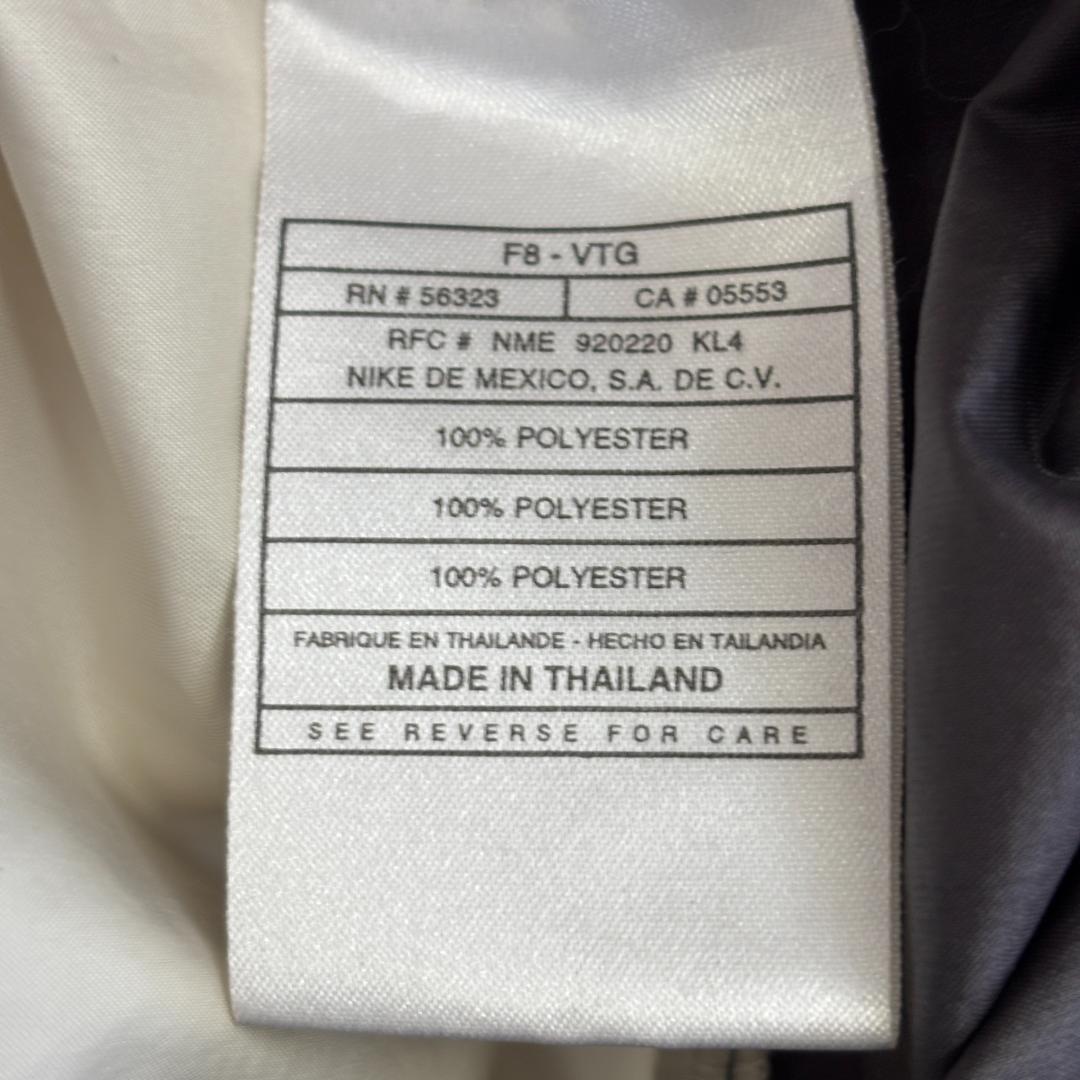 F8 - VTG
RN # 56323 CA # 05553
RFC # NME 920220 KL4
NIKE DE MEXICO, S.A. DE C.V.
100% POLYESTER
100% POLYESTER
100% POLYESTER
FABRIQUE EN THAILANDE - HECHO EN TAILANDIA
MADE IN THAILAND
SEE REVERSE FOR CARE